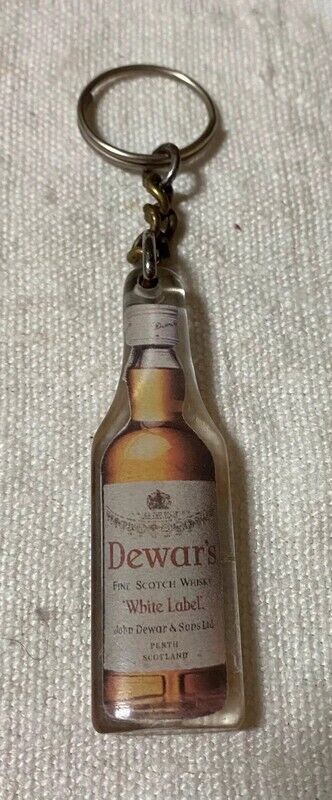 Dewar's
FINE SCOTCH WHISKY
"White Label".
John Dewar & Sons Ltd
PERTH
SCOTLAND